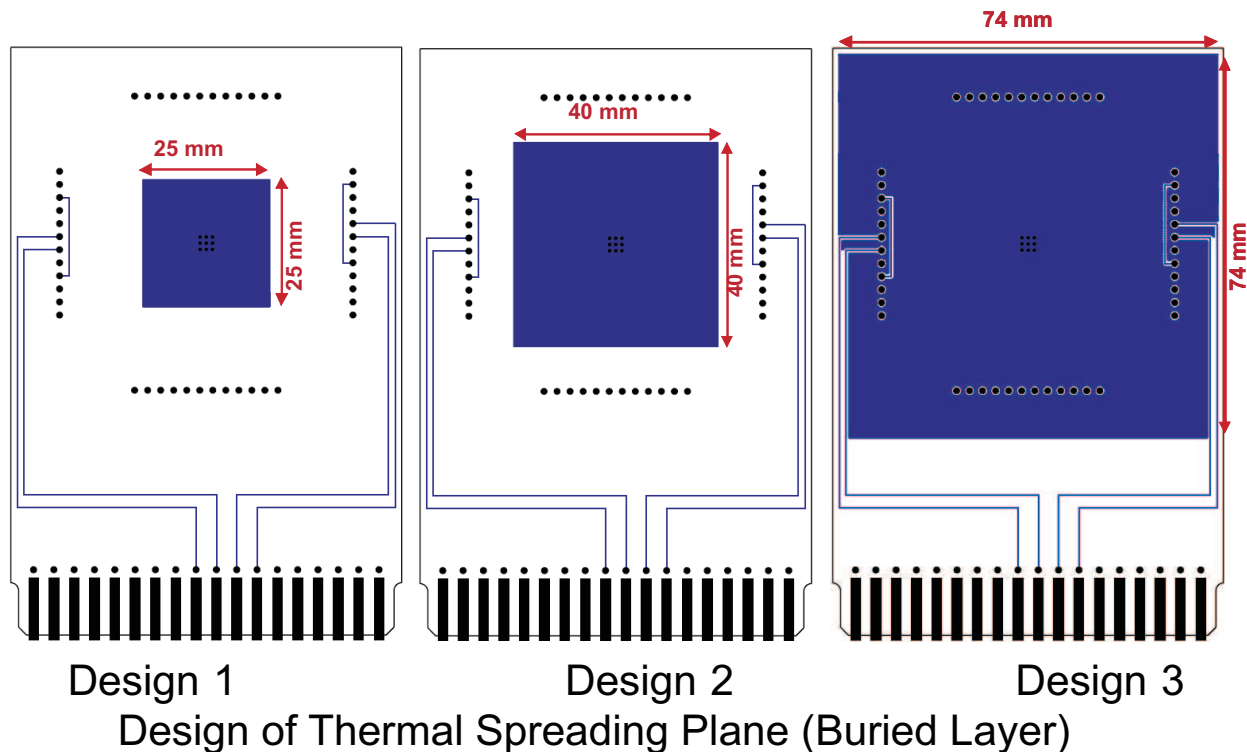 74 mm
40 mm
25 mm
25 mm
40 mm
74 mm
Design 1
Design 2
Design 3
Design of Thermal Spreading Plane (Buried Layer)